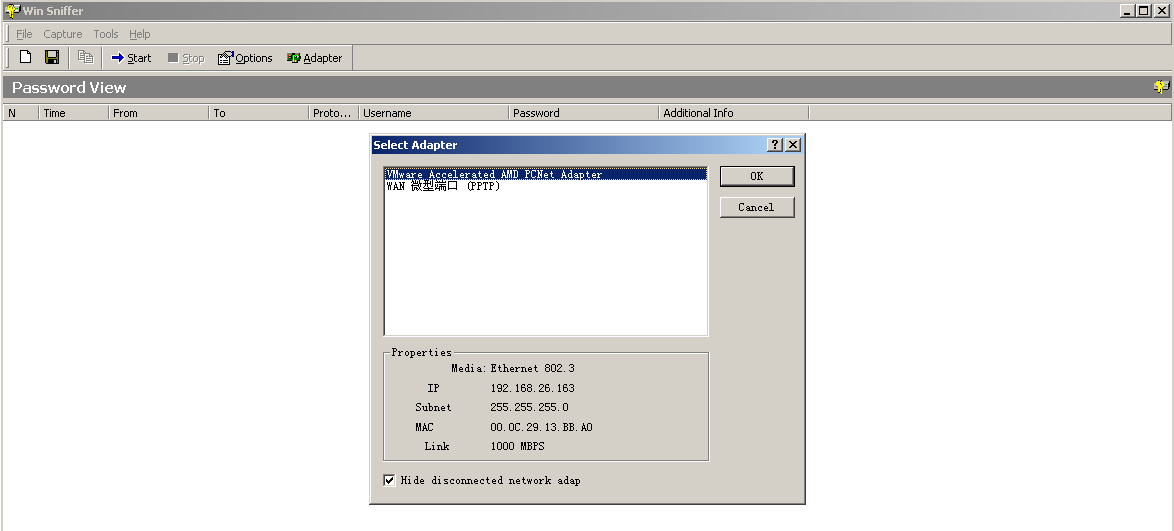 Win Sniffer
File Capture Tools Help
Start Stop Options Adapter
Password View
N Time From To Proto... Username Password Additional Info
Select Adapter
VMware Accelerated AMD PCNet Adapter
WAN 微型端口 (PPTP)
OK
Cancel
Properties
Media: Ethernet 802.3
IP 192.168.26.163
Subnet 255.255.255.0
MAC 00.0C.29.13.BB.A0
Link 1000 MBPS
Hide disconnected network adap